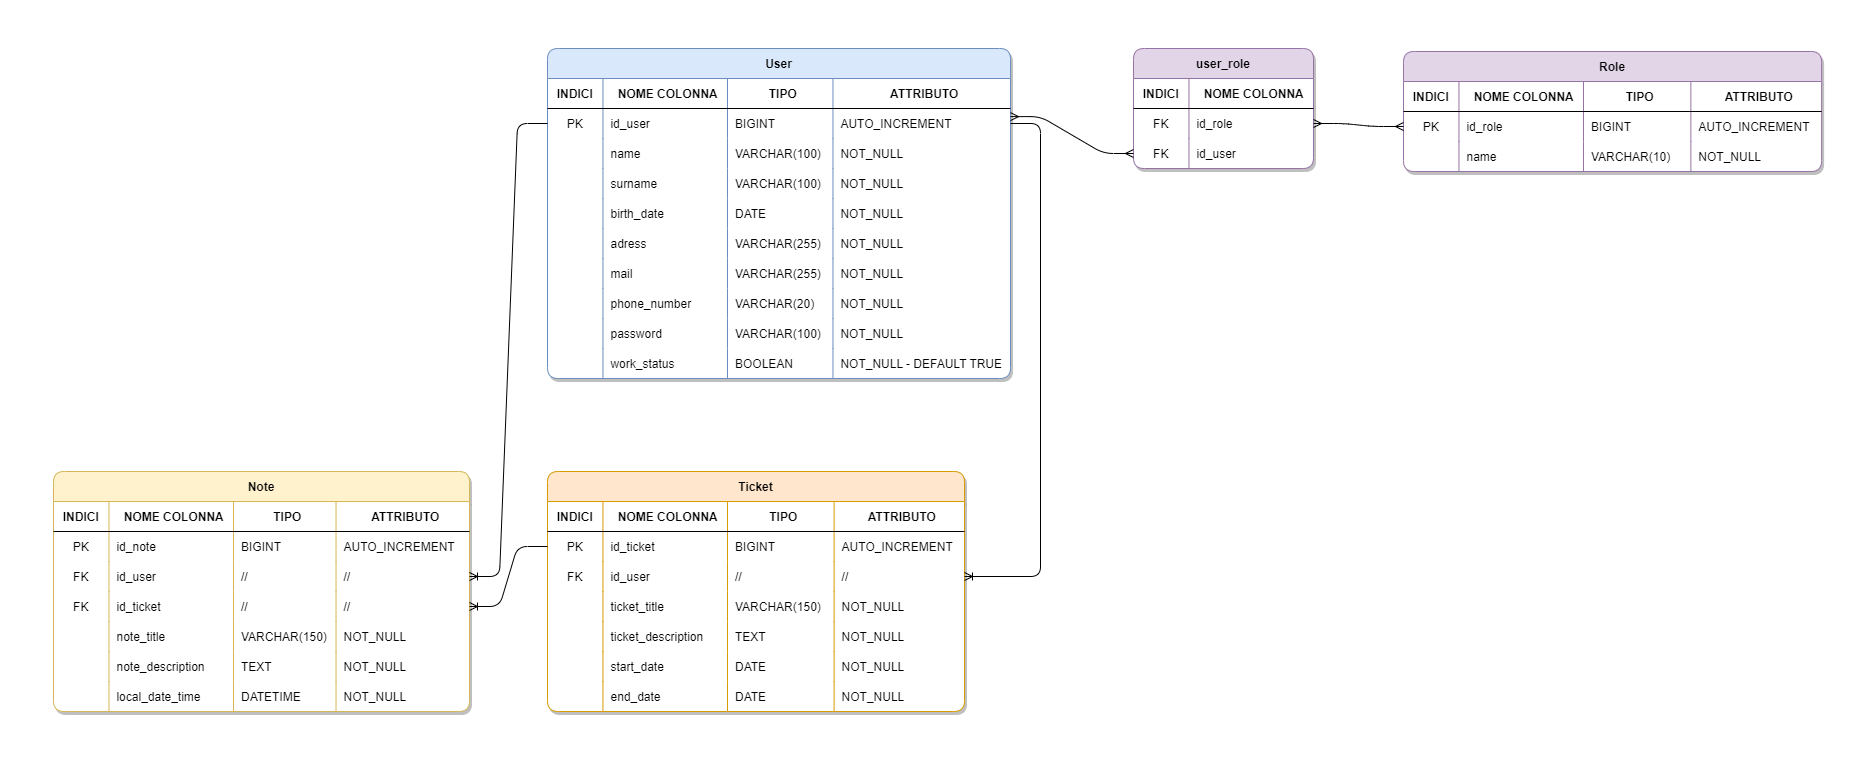 User
INDICI NOME COLONNA TIPO ATTRIBUTO
PK id_user BIGINT AUTO_INCREMENT
name VARCHAR(100) NOT_NULL
surname VARCHAR(100) NOT_NULL
birth_date DATE NOT_NULL
adress VARCHAR(255) NOT_NULL
mail VARCHAR(255) NOT_NULL
phone_number VARCHAR(20) NOT_NULL
password VARCHAR(100) NOT_NULL
work_status BOOLEAN NOT_NULL - DEFAULT TRUE
user_role
INDICI NOME COLONNA
FK id_role
FK id_user
Role
INDICI NOME COLONNA TIPO ATTRIBUTO
PK id_role BIGINT AUTO_INCREMENT
name VARCHAR(10) NOT_NULL
Note
INDICI NOME COLONNA TIPO ATTRIBUTO
PK id_note BIGINT AUTO_INCREMENT
FK id_user // //
FK id_ticket // //
note_title VARCHAR(150) NOT_NULL
note_description TEXT NOT_NULL
local_date_time DATETIME NOT_NULL
Ticket
INDICI NOME COLONNA TIPO ATTRIBUTO
PK id_ticket BIGINT AUTO_INCREMENT
FK id_user // //
ticket_title VARCHAR(150) NOT_NULL
ticket_description TEXT NOT_NULL
start_date DATE NOT_NULL
end_date DATE NOT_NULL